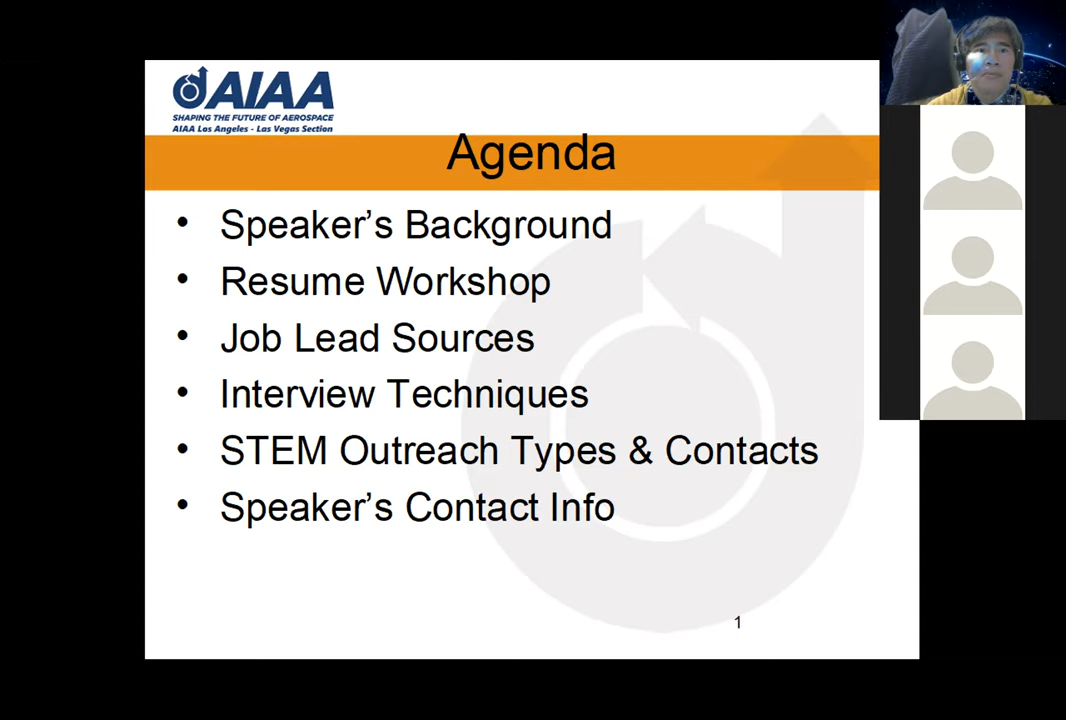 AIAA
SHAPING THE FUTURE OF AEROSPACE
AIAA Los Angeles - Las Vegas Section
Agenda
• Speaker’s Background
• Resume Workshop
• Job Lead Sources
• Interview Techniques
• STEM Outreach Types & Contacts
• Speaker’s Contact Info
1